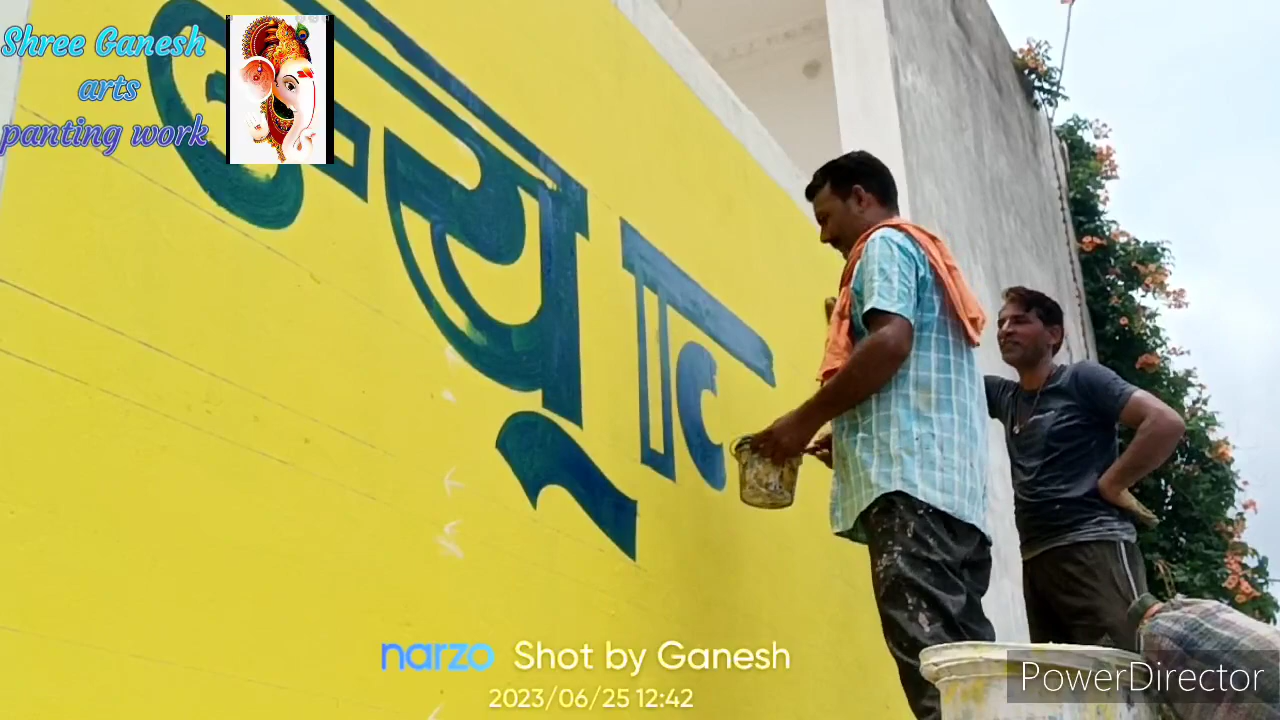 Shree Ganesh
arts
panting work
न्यू
narzo Shot by Ganesh
2023/06/25 12:42
PowerDirector